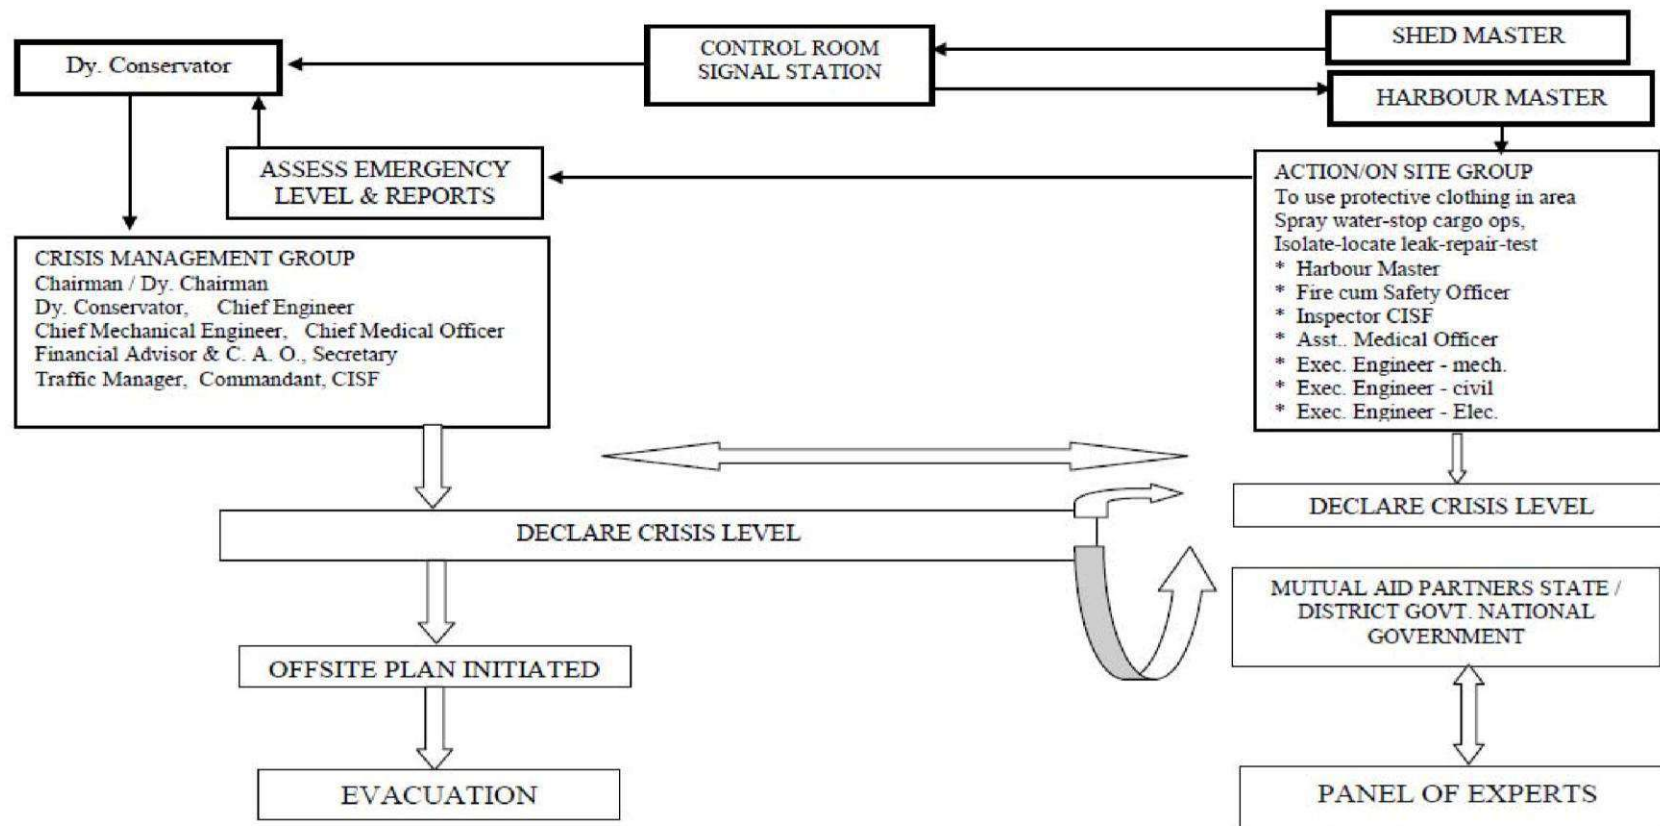 Dy. Conservator
CONTROL ROOM
SIGNAL STATION
SHED MASTER
HARBOUR MASTER
ASSESS EMERGENCY
LEVEL & REPORTS
ACTION/ON SITE GROUP
To use protective clothing in area
Spray water-stop cargo ops,
Isolate-locate leak-repair-test
* Harbour Master
* Fire cum Safety Officer
* Inspector CISF
* Asst.. Medical Officer
* Exec. Engineer - mech.
* Exec. Engineer - civil
* Exec. Engineer - Elec.
CRISIS MANAGEMENT GROUP
Chairman / Dy. Chairman
Dy. Conservator, Chief Engineer
Chief Mechanical Engineer, Chief Medical Officer
Financial Advisor & C. A. O., Secretary
Traffic Manager, Commandant, CISF
DECLARE CRISIS LEVEL
DECLARE CRISIS LEVEL
MUTUAL AID PARTNERS STATE /
DISTRICT GOVT. NATIONAL
GOVERNMENT
OFFSITE PLAN INITIATED
EVACUATION
PANEL OF EXPERTS